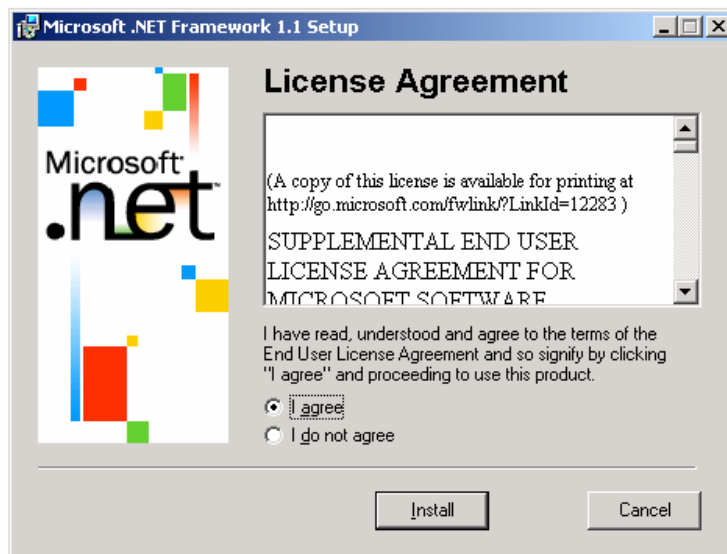 Microsoft .NET Framework 1.1 Setup
License Agreement
Microsoft
.net
(A copy of this license is available for printing at
http://go.microsoft.com/fwlink/?LinkId=12283 )
SUPPLEMENTAL END USER
LICENSE AGREEMENT FOR
MICROSOFT SOFTWARE
I have read, understood and agree to the terms of the
End User License Agreement and so signify by clicking
"I agree" and proceeding to use this product.
I agree
I do not agree
Install
Cancel